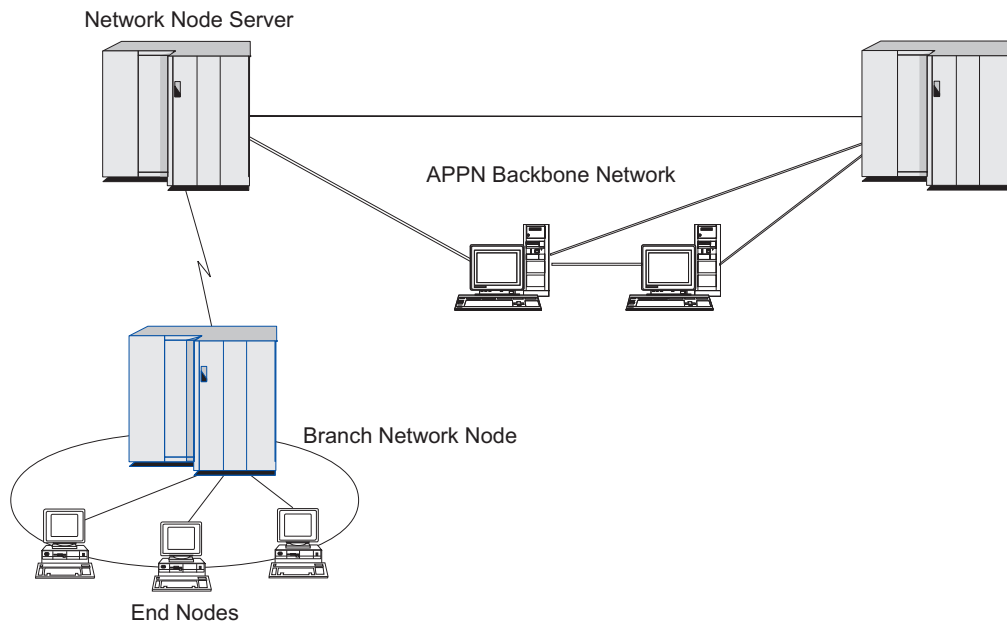 Network Node Server
APPN Backbone Network
Branch Network Node
End Nodes